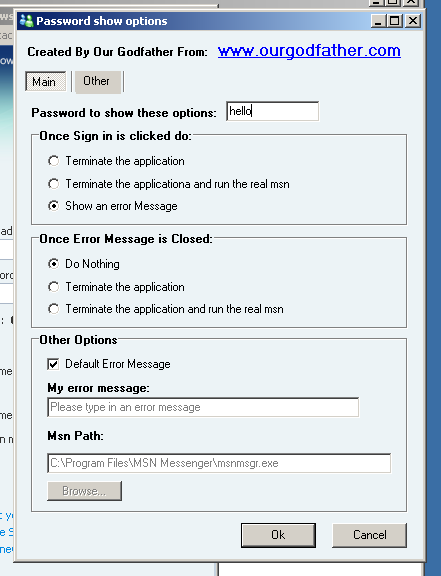 Password show options
Created By Our Godfather From: www.ourgodfather.com
Main Other
Password to show these options: hello
Once Sign in is clicked do:
Terminate the application
Terminate the applicationa and run the real msn
Show an error Message
Once Error Message is Closed:
Do Nothing
Terminate the application
Terminate the application and run the real msn
Other Options
Default Error Message
My error message:
Please type in an error message
Msn Path:
C:\Program Files\MSN Messenger\msnmsgr.exe
Browse...
Ok Cancel